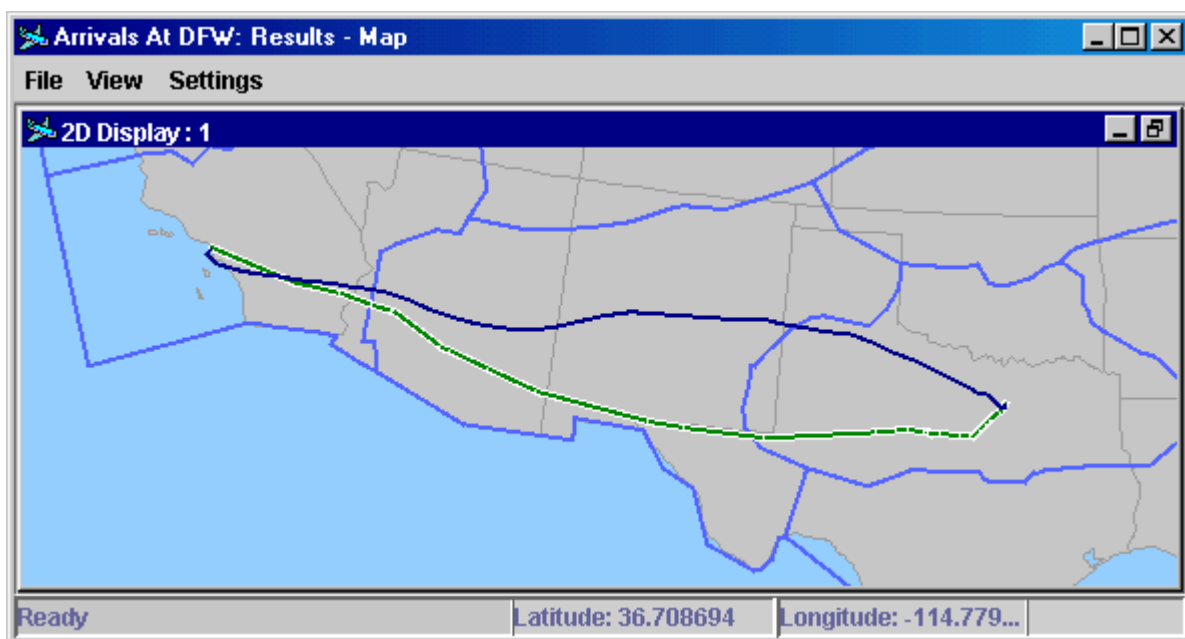 Arrivals At DFW: Results - Map
File View Settings
2D Display : 1
Ready Latitude: 36.708694 Longitude: -114.779...